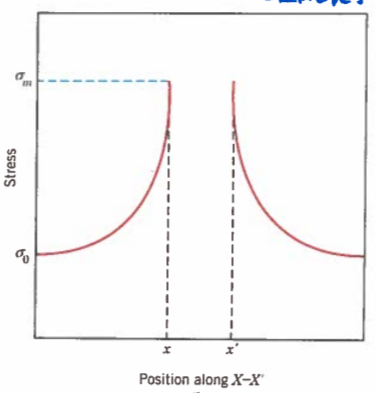 σm
Stress
σ0
x
x′
Position along X–X′